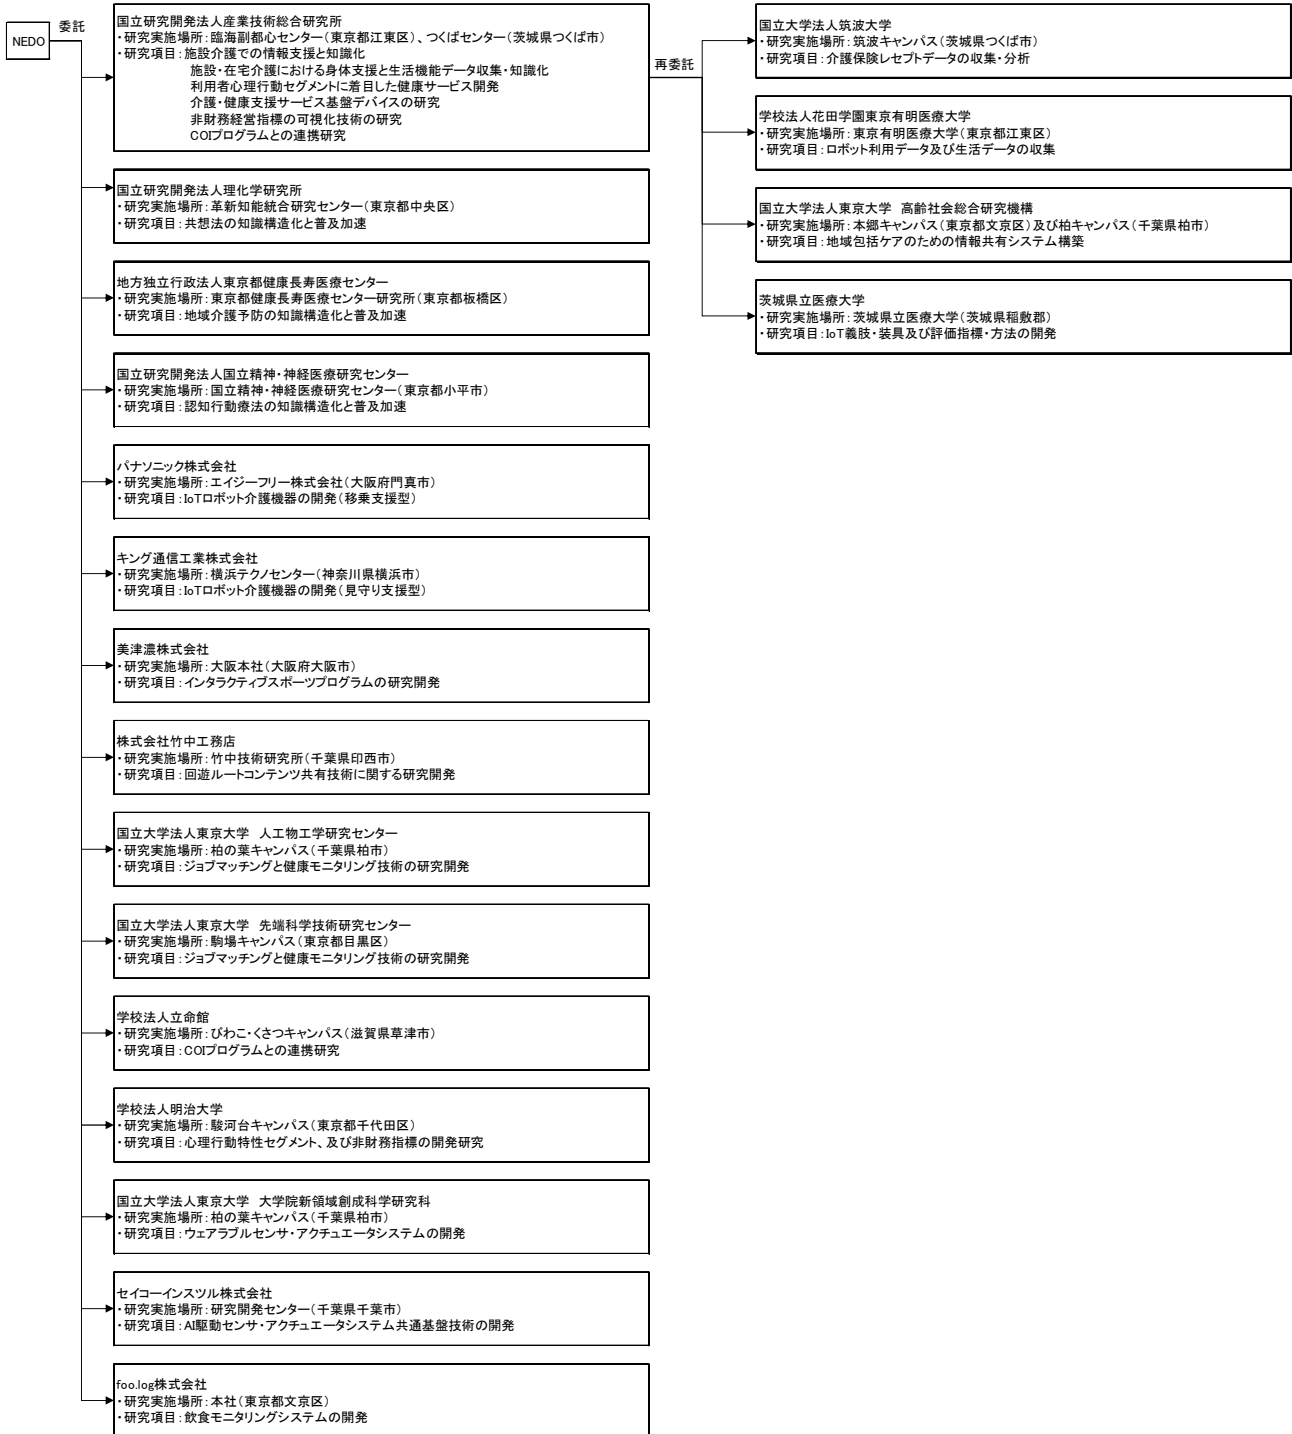 NEDO
委託
国立研究開発法人産業技術総合研究所
・研究実施場所：臨海副都心センター（東京都江東区）、つくばセンター（茨城県つくば市）
・研究項目：施設介護での情報支援と知識化
施設・在宅介護における身体支援と生活機能データ収集・知識化
利用者心理行動セグメントに着目した健康サービス開発
介護・健康支援サービス基盤デバイスの研究
非財務経営指標の可視化技術の研究
COIプログラムとの連携研究
国立研究開発法人理化学研究所
・研究実施場所：革新知能統合研究センター（東京都中央区）
・研究項目：共想法の知識構造化と普及加速
地方独立行政法人東京都健康長寿医療センター
・研究実施場所：東京都健康長寿医療センター研究所（東京都板橋区）
・研究項目：地域介護予防の知識構造化と普及加速
国立研究開発法人国立精神・神経医療研究センター
・研究実施場所：国立精神・神経医療研究センター（東京都小平市）
・研究項目：認知行動療法の知識構造化と普及加速
パナソニック株式会社
・研究実施場所：エイジーフリー株式会社（大阪府門真市）
・研究項目：IoTロボット介護機器の開発（移乗支援型）
キング通信工業株式会社
・研究実施場所：横浜テクノセンター（神奈川県横浜市）
・研究項目：IoTロボット介護機器の開発（見守り支援型）
美津濃株式会社
・研究実施場所：大阪本社（大阪府大阪市）
・研究項目：インタラクティブスポーツプログラムの研究開発
株式会社竹中工務店
・研究実施場所：竹中技術研究所（千葉県印西市）
・研究項目：回遊ルートコンテンツ共有技術に関する研究開発
国立大学法人東京大学　人工物工学研究センター
・研究実施場所：柏の葉キャンパス（千葉県柏市）
・研究項目：ジョブマッチングと健康モニタリング技術の研究開発
国立大学法人東京大学　先端科学技術研究センター
・研究実施場所：駒場キャンパス（東京都目黒区）
・研究項目：ジョブマッチングと健康モニタリング技術の研究開発
学校法人立命館
・研究実施場所：びわこ・くさつキャンパス（滋賀県草津市）
・研究項目：COIプログラムとの連携研究
学校法人明治大学
・研究実施場所：駿河台キャンパス（東京都千代田区）
・研究項目：心理行動特性セグメント、及び非財務指標の開発研究
国立大学法人東京大学　大学院新領域創成科学研究科
・研究実施場所：柏の葉キャンパス（千葉県柏市）
・研究項目：ウェアラブルセンサ・アクチュエータシステムの開発
セイコーインスツル株式会社
・研究実施場所：研究開発センター（千葉県千葉市）
・研究項目：AI駆動センサ・アクチュエータシステム共通基盤技術の開発
foo.log株式会社
・研究実施場所：本社（東京都文京区）
・研究項目：飲食モニタリングシステムの開発
再委託
国立大学法人筑波大学
・研究実施場所：筑波キャンパス（茨城県つくば市）
・研究項目：介護保険レセプトデータの収集・分析
学校法人花田学園東京有明医療大学
・研究実施場所：東京有明医療大学（東京都江東区）
・研究項目：ロボット利用データ及び生活データの収集
国立大学法人東京大学　高齢社会総合研究機構
・研究実施場所：本郷キャンパス（東京都文京区）及び柏キャンパス（千葉県柏市）
・研究項目：地域包括ケアのための情報共有システム構築
茨城県立医療大学
・研究実施場所：茨城県立医療大学（茨城県稲敷郡）
・研究項目：IoT義肢・装具及び評価指標・方法の開発